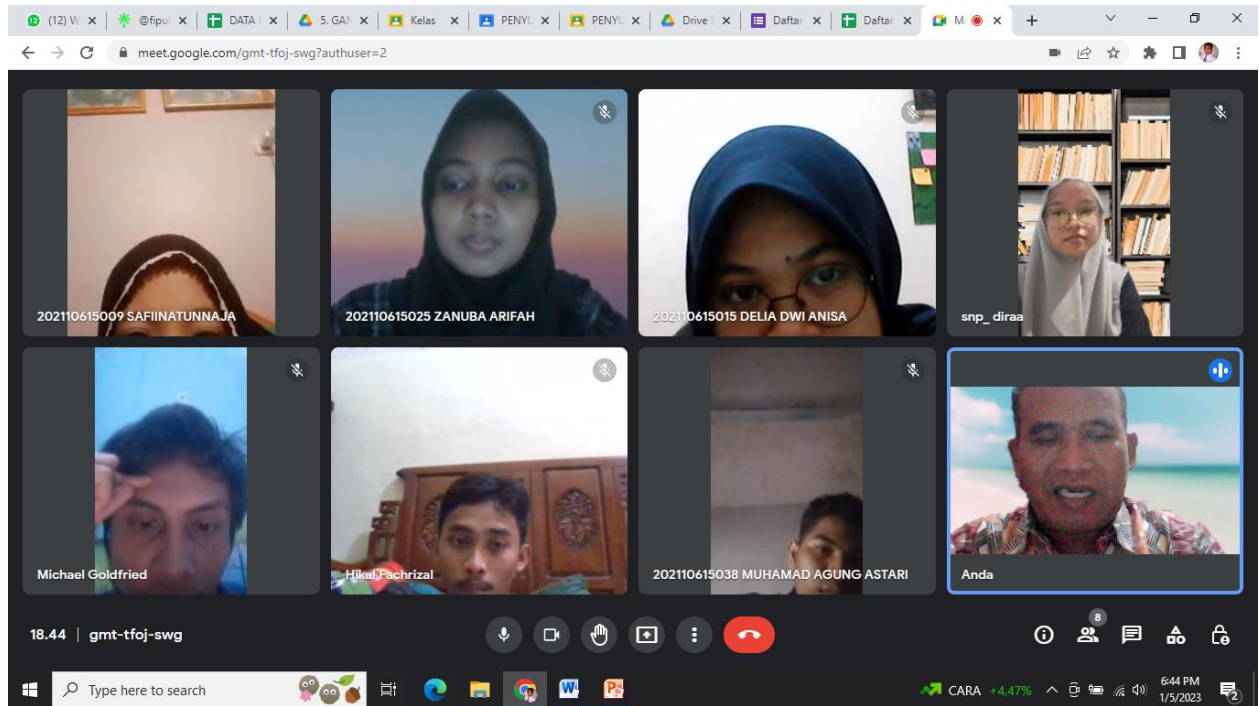 (12) W
@fipul
DATA
5. GAN
Kelas
PENYU
PENYU
Drive
Daftar
Daftar
M
meet.google.com/gmt-tfoj-swg?authuser=2
202110615009 SAFIINATUNNAJA
202110615025 ZANUBA ARIFAH
202110615015 DELIA DWI ANISA
snp_diraa
Michael Goldfried
Hikal Fachrizal
202110615038 MUHAMAD AGUNG ASTARI
Anda
18.44 | gmt-tfoj-swg
8
Type here to search
CARA +4,47%
6:44 PM
1/5/2023
2